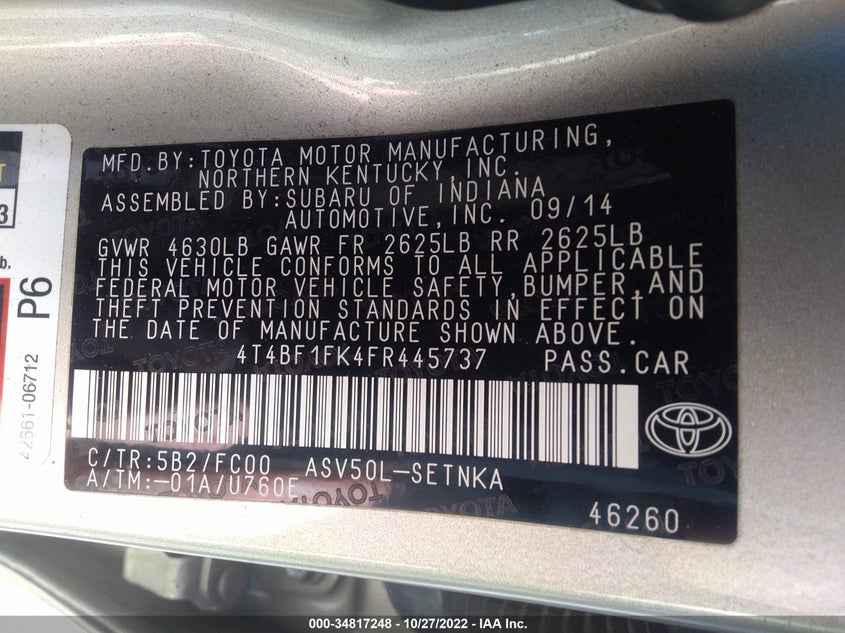 MFD.BY:TOYOTA MOTOR MANUFACTURING,
NORTHERN KENTUCKY,INC.
ASSEMBLED BY:SUBARU OF INDIANA
AUTOMOTIVE,INC. 09/14
GVWR 4630LB GAWR FR 2625LB RR 2625LB
THIS VEHICLE CONFORMS TO ALL APPLICABLE
FEDERAL MOTOR VEHICLE SAFETY,BUMPER,AND
THEFT PREVENTION STANDARDS IN EFFECT ON
THE DATE OF MANUFACTURE SHOWN ABOVE.
4T4BF1FK4FR445737 PASS.CAR
C/TR:5B2/FC00 ASV50L-SETNKA
A/TM:-01A/U760E
46260
P6
42661-06712
3
b.
000-34817248 - 10/27/2022 - IAA Inc.